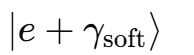 |e + γ_soft⟩